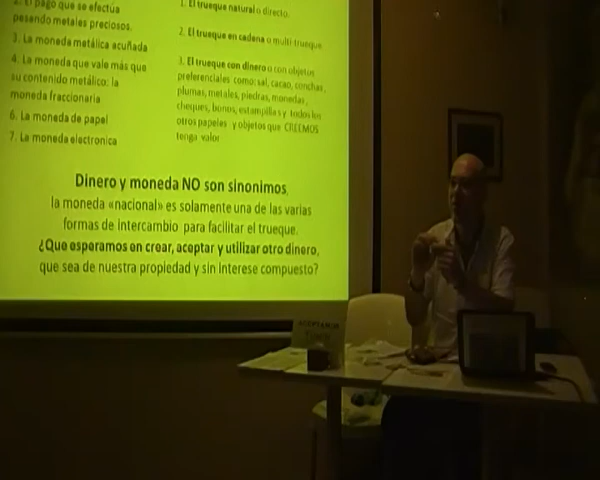 2. El pago que se efectúa
pesando metales preciosos.
3. La moneda metálica acuñada
4. La moneda que vale más que
su contenido metálico: la
moneda fraccionaria
6. La moneda de papel
7. La moneda electronica
1. El trueque natural o directo.
2. El trueque en cadena o multi trueque
3. El trueque con dinero o con objetos
preferenciales como: sal, cacao, conchas,
plumas, metales, piedras, monedas,
cheques, bonos, estampillas y todos los
otros papeles y objetos que CREEMOS
tenga valor
Dinero y moneda NO son sinonimos,
la moneda «nacional» es solamente una de las varias
formas de intercambio para facilitar el trueque.
¿Que esperamos en crear, aceptar y utilizar otro dinero,
que sea de nuestra propiedad y sin interese compuesto?
ACEPTAMOS